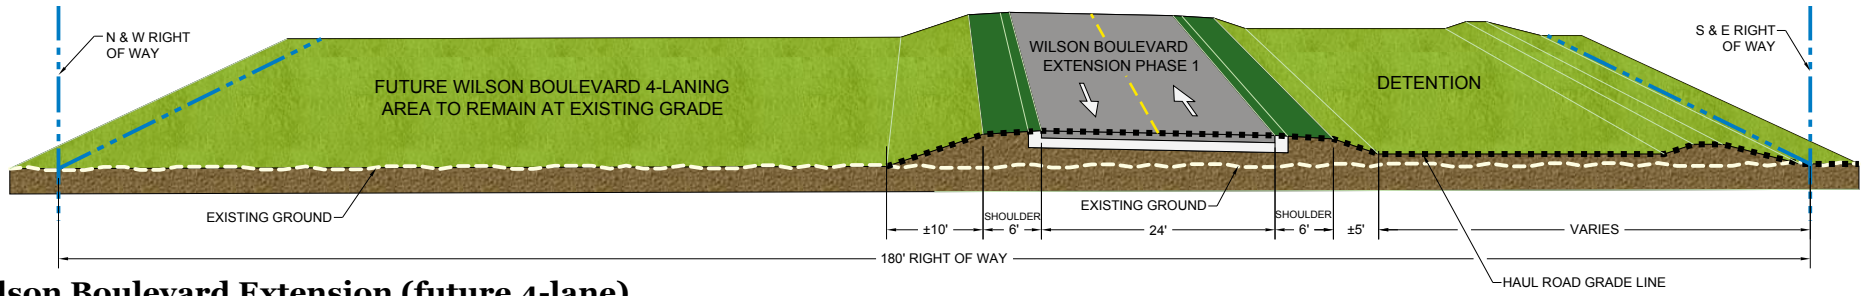 N & W RIGHT
OF WAY
S & E RIGHT
OF WAY
WILSON BOULEVARD
EXTENSION PHASE 1
FUTURE WILSON BOULEVARD 4-LANING
AREA TO REMAIN AT EXISTING GRADE
DETENTION
EXISTING GROUND
EXISTING GROUND
SHOULDER
SHOULDER
±10'
6'
24'
6'
±5'
VARIES
180' RIGHT OF WAY
HAUL ROAD GRADE LINE
lson Boulevard Extension (future 4-lane)